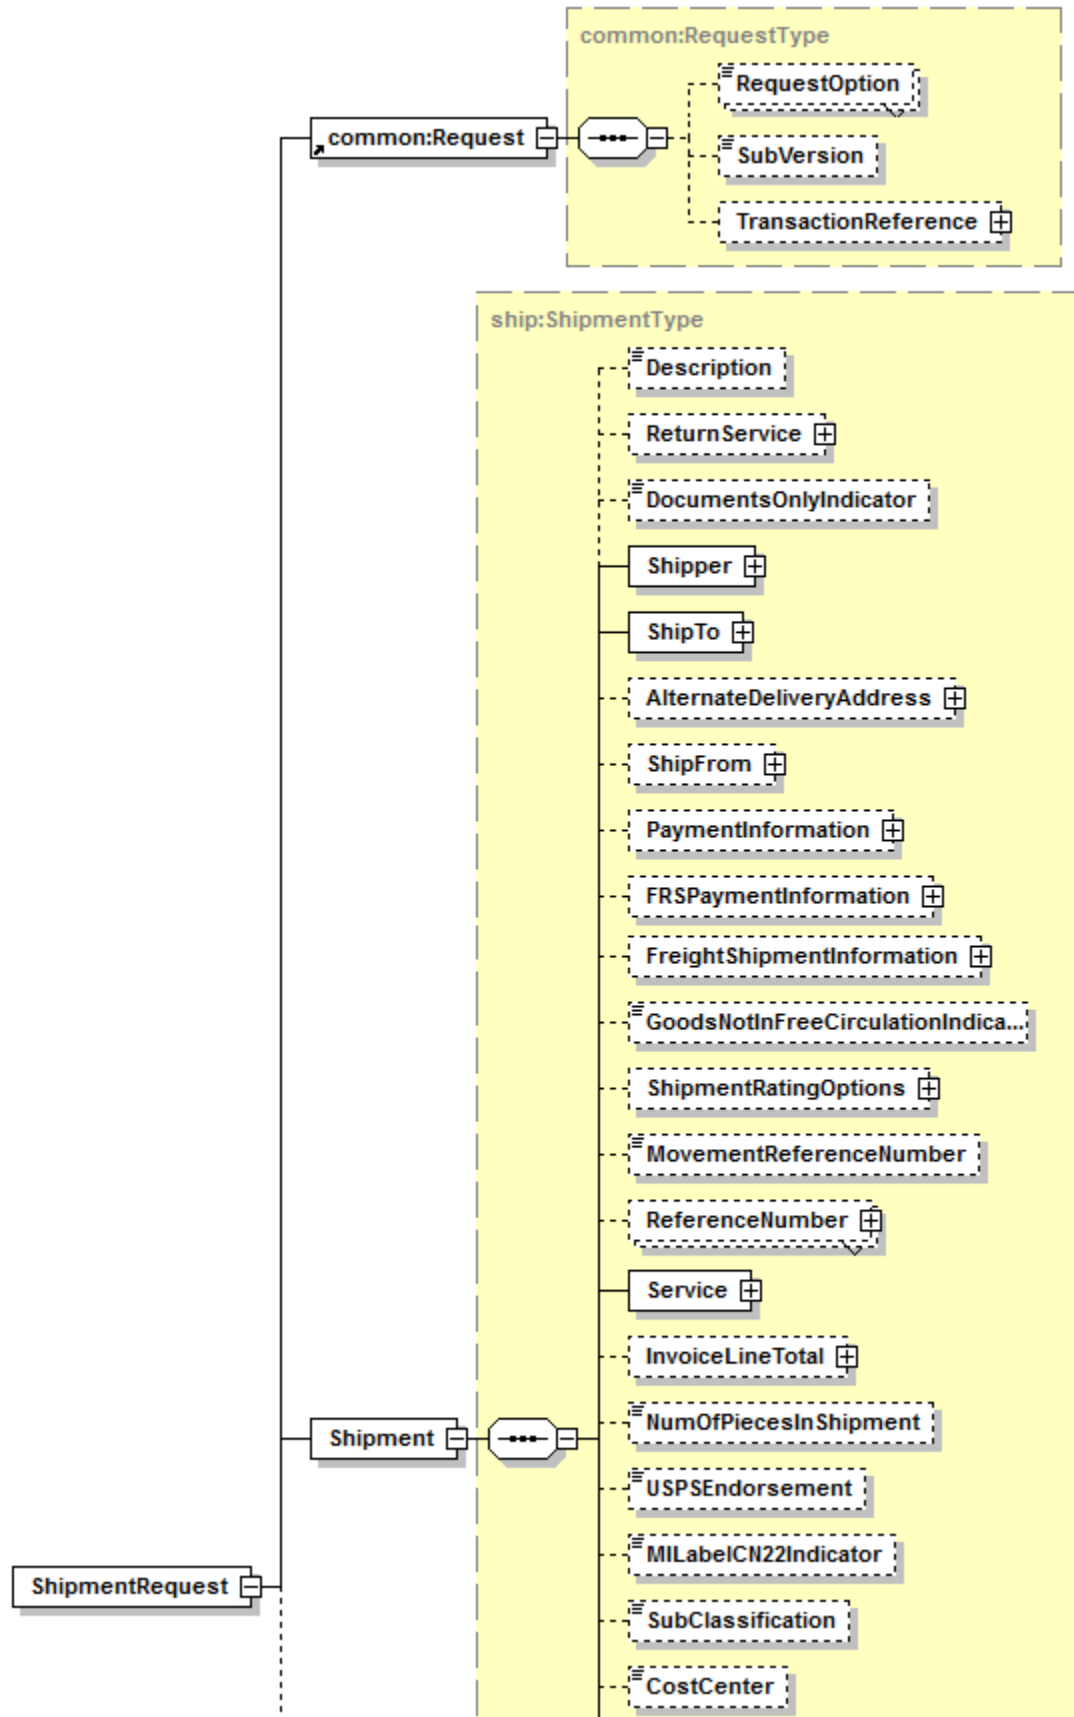 common:RequestType
RequestOption
common:Request
SubVersion
TransactionReference
ship:ShipmentType
Description
ReturnService
DocumentsOnlyIndicator
Shipper
ShipTo
AlternateDeliveryAddress
ShipFrom
PaymentInformation
FRSPaymentInformation
FreightShipmentInformation
GoodsNotInFreeCirculationIndica...
ShipmentRatingOptions
MovementReferenceNumber
ReferenceNumber
Service
InvoiceLineTotal
NumOfPiecesInShipment
Shipment
USPSEndorsement
MILabelCN22Indicator
ShipmentRequest
SubClassification
CostCenter